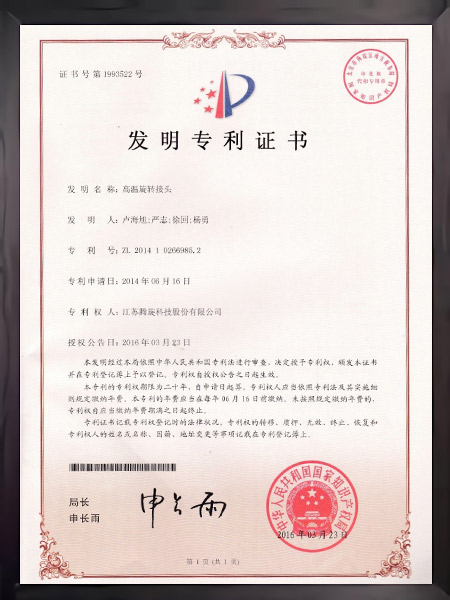 证书号第1993522号
发明专利证书
发 明 名 称：高温旋转接头
发 明 人：卢海旭;严志;徐回;杨勇
专 利 号：ZL 2014 1 0266985.2
专利申请日：2014年06月16日
专 利 权 人：江苏腾旋科技股份有限公司
授权公告日：2016年03月23日
本发明经过本局依照中华人民共和国专利法进行审查，决定授予专利权，颁发本证书
并在专利登记簿上予以登记。专利权自授权公告之日起生效。
本专利的专利权期限为二十年，自申请日起算。专利权人应当依照专利法及其实施细
则规定缴纳年费。本专利的年费应当在每年06月16日前缴纳。未按照规定缴纳年费的，
专利权自应当缴纳年费期满之日起终止。
专利证书记载专利权登记时的法律状况。专利权的转移、质押、无效、终止、恢复和
专利权人的姓名或名称、国籍、地址变更等事项记载在专利登记簿上。
局长
申长雨
申长雨
中华人民共和国国家知识产权局
2016年03月23日
第1页(共1页)